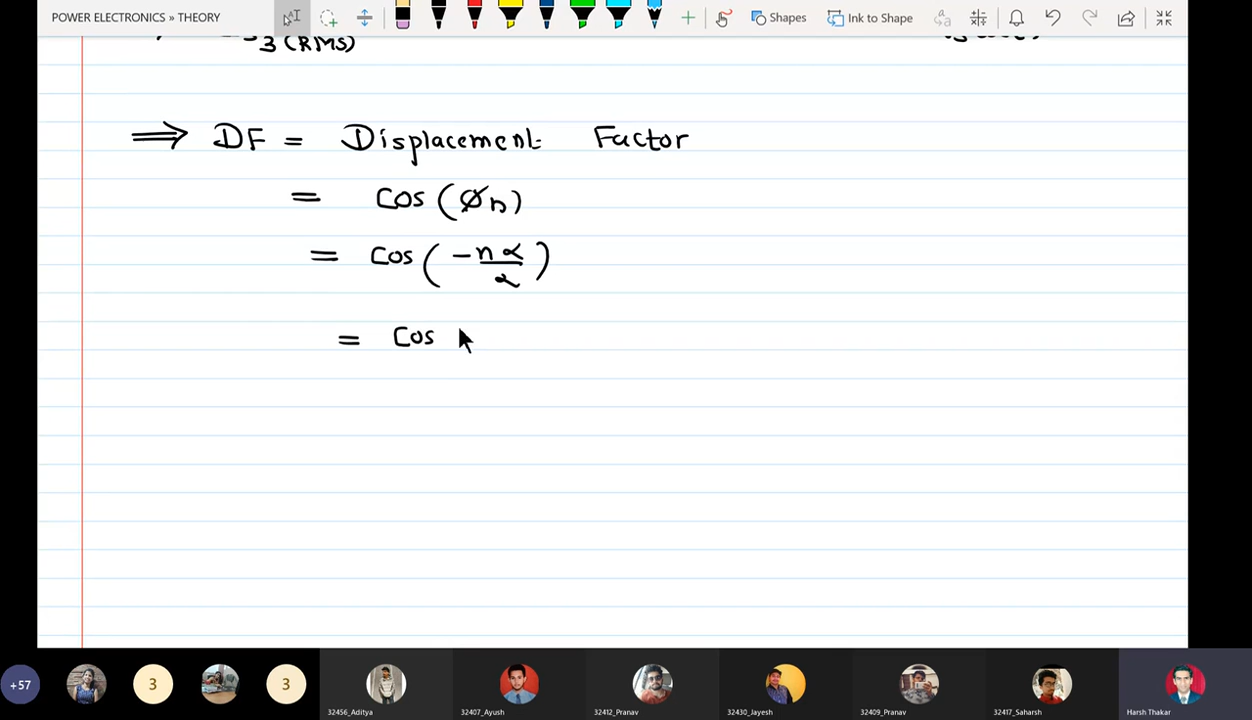 POWER ELECTRONICS » THEORY
Shapes
Ink to Shape
3 (RMS)
⟹ DF = Displacement Factor
= Cos (Øn)
= Cos (-nα/2)
= Cos
+57
3
3
32456_Aditya
32407_Ayush
32412_Pranav
32430_Jayesh
32409_Pranav
32417_Saharsh
Harsh Thakar